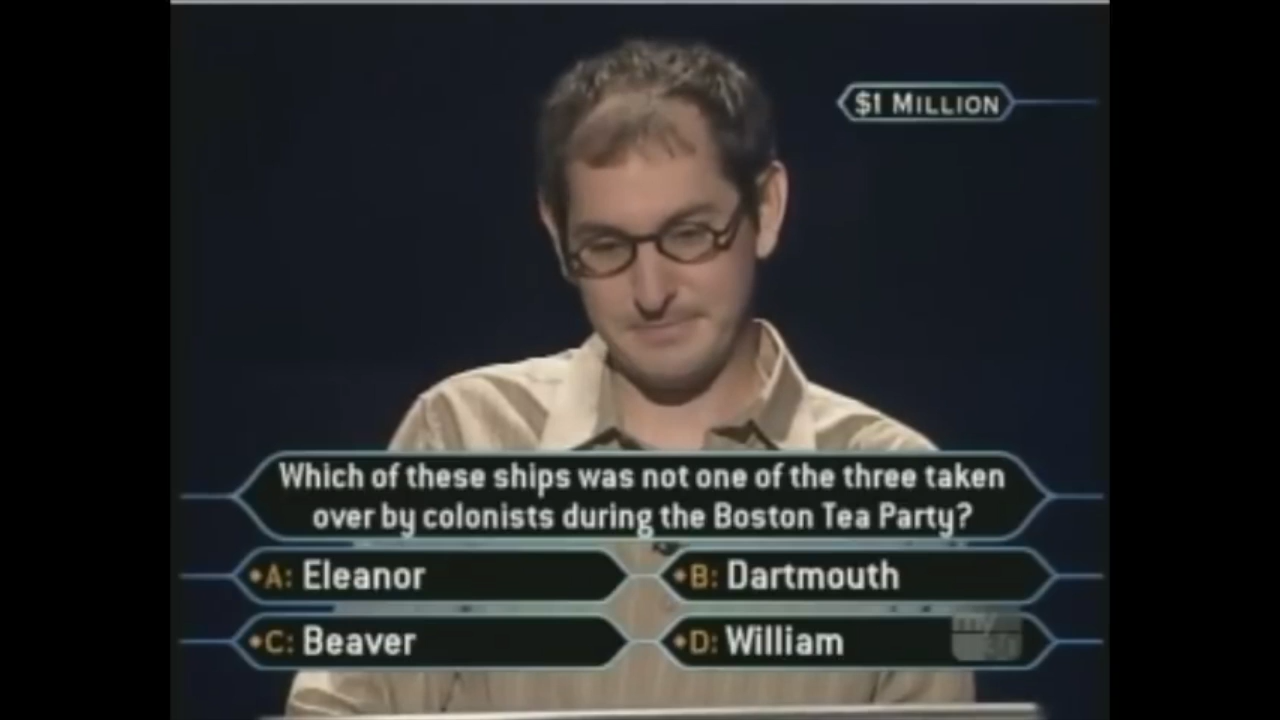 $1 MILLION
Which of these ships was not one of the three taken
over by colonists during the Boston Tea Party?
A: Eleanor
B: Dartmouth
C: Beaver
D: William
my